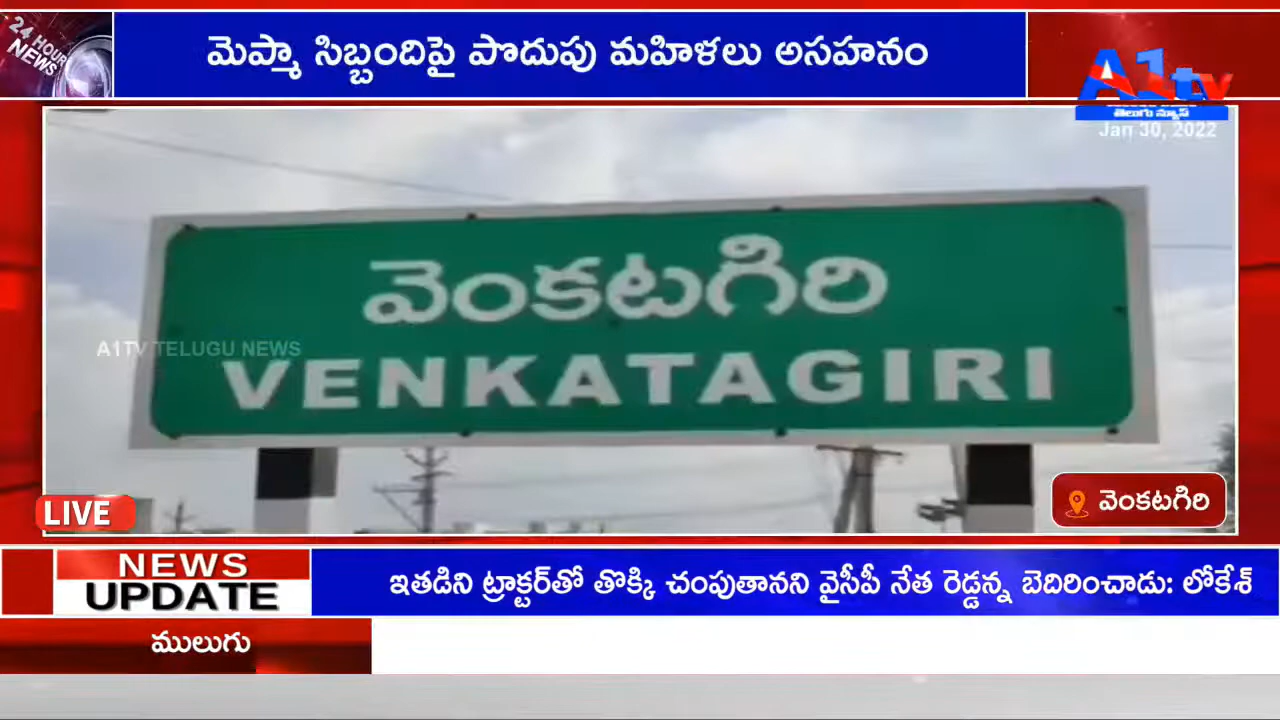 24 HOUR
NEWS
మెప్మా సిబ్బందిపై పొదుపు మహిళలు అసహనం
A1tv
తెలుగు న్యూస్
Jan 30, 2022
వెంకటగిరి
A1TV TELUGU NEWS
VENKATAGIRI
LIVE
వెంకటగిరి
NEWS
UPDATE
ఇతడిని ట్రాక్టర్‌తో తొక్కి చంపుతానని వైసీపీ నేత రెడ్డన్న బెదిరించాడు: లోకేశ్
ములుగు